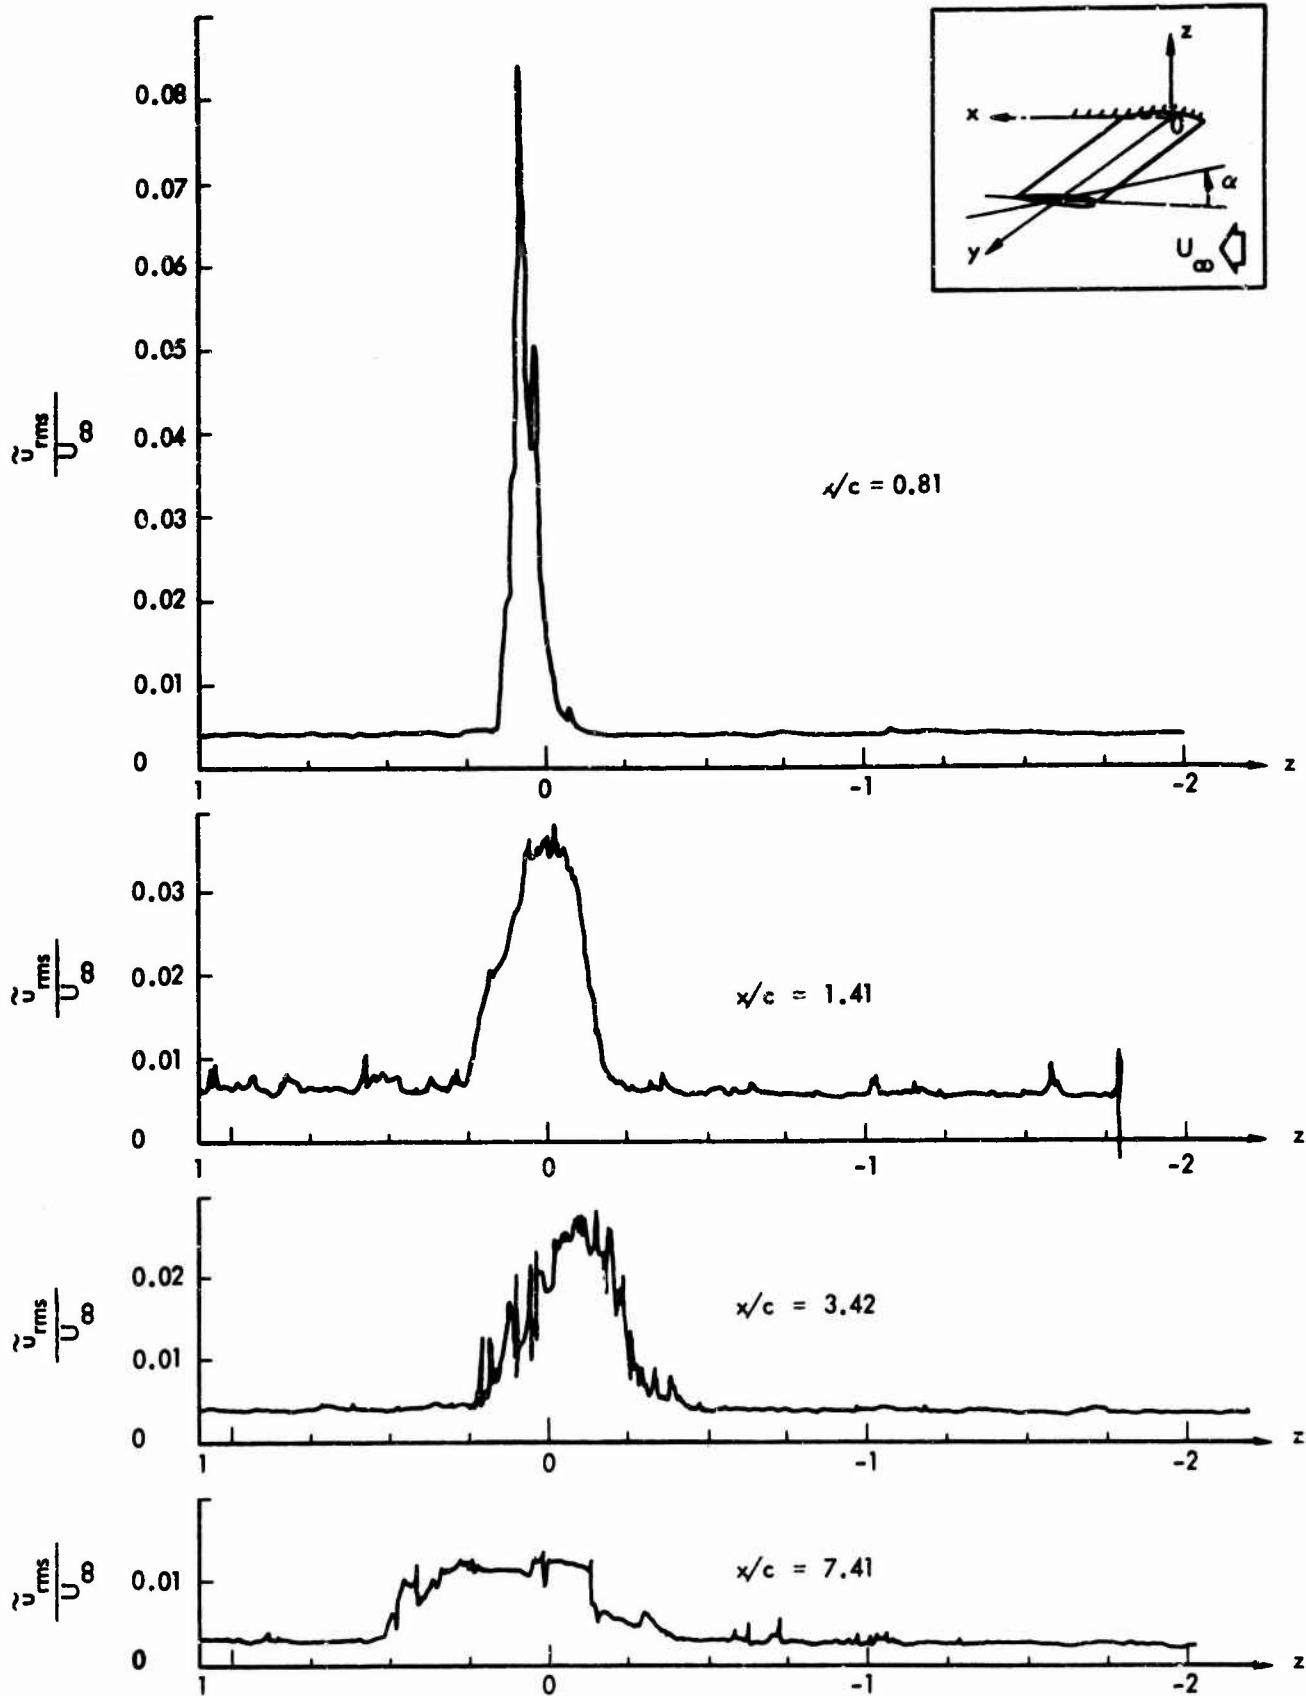 z
x
0
α
y
U∞
0.08
0.07
0.06
0.05
0.04
0.03
0.02
0.01
0
ũrms
U∞
x/c = 0.81
1
0
-1
-2
z
0.03
0.02
0.01
0
ũrms
U∞
x/c = 1.41
1
0
-1
-2
z
0.02
0.01
0
ũrms
U∞
x/c = 3.42
1
0
-1
-2
z
0.01
0
ũrms
U∞
x/c = 7.41
1
0
-1
-2
z